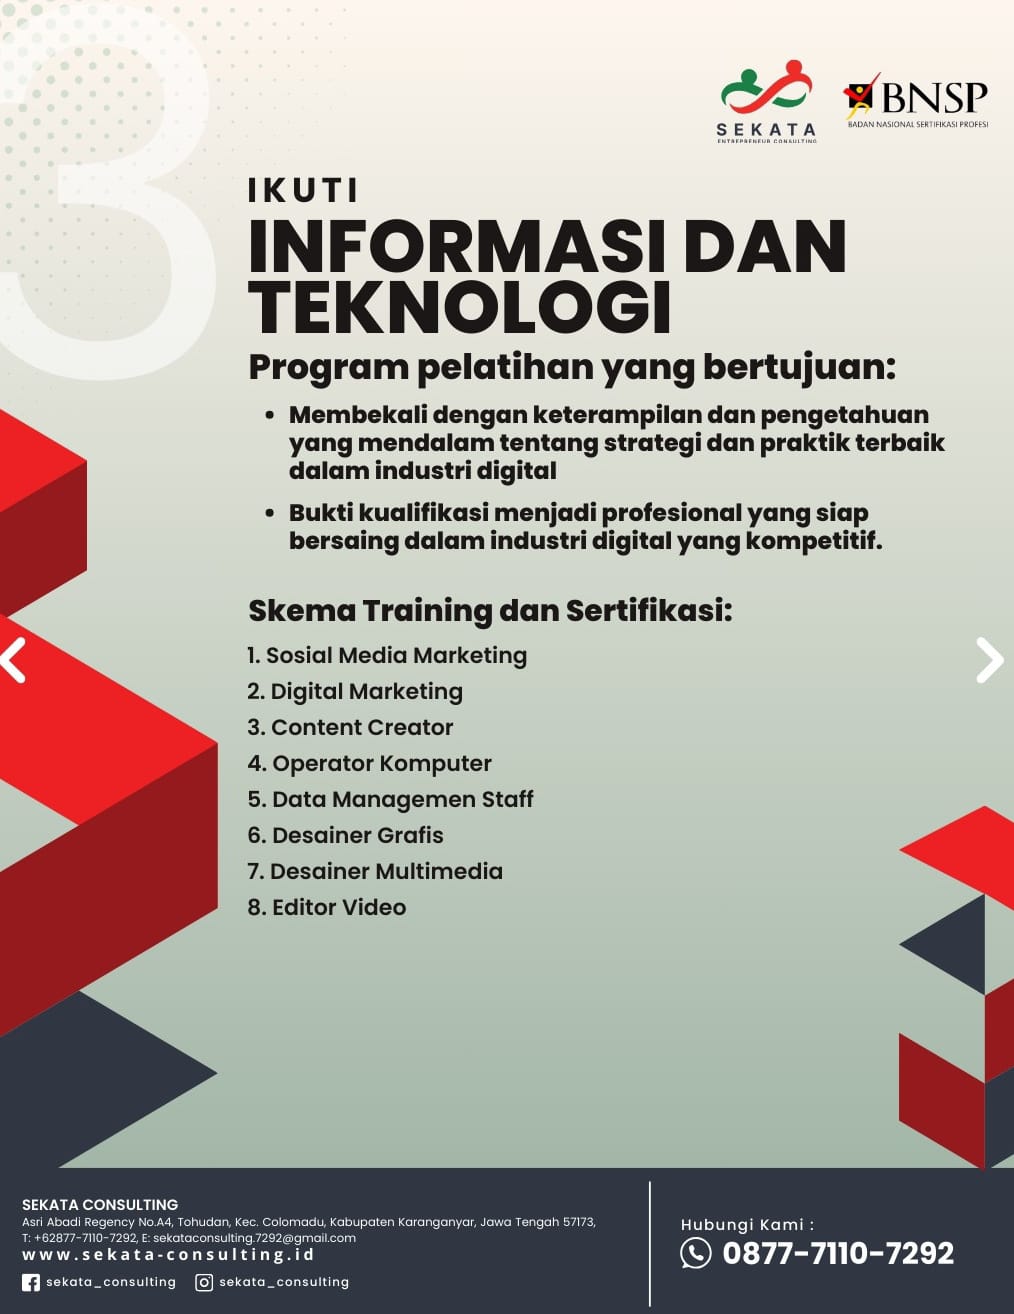 3
SEKATA
ENTREPRENEUR CONSULTING
BNSP
BADAN NASIONAL SERTIFIKASI PROFESI
IKUTI
INFORMASI DAN
TEKNOLOGI
Program pelatihan yang bertujuan:
• Membekali dengan keterampilan dan pengetahuan
yang mendalam tentang strategi dan praktik terbaik
dalam industri digital
• Bukti kualifikasi menjadi profesional yang siap
bersaing dalam industri digital yang kompetitif.
Skema Training dan Sertifikasi:
1. Sosial Media Marketing
2. Digital Marketing
3. Content Creator
4. Operator Komputer
5. Data Managemen Staff
6. Desainer Grafis
7. Desainer Multimedia
8. Editor Video
SEKATA CONSULTING
Asri Abadi Regency No.A4, Tohudan, Kec. Colomadu, Kabupaten Karanganyar, Jawa Tengah 57173,
T: +62877-7110-7292, E: sekataconsulting.7292@gmail.com
www.sekata-consulting.id
sekata_consulting sekata_consulting
Hubungi Kami :
0877-7110-7292